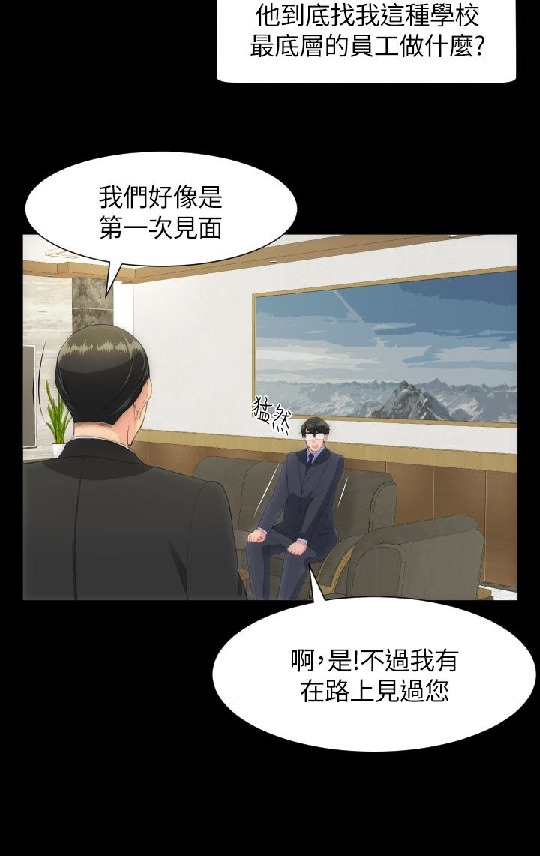 他到底找我這種學校
最底層的員工做什麼?
我們好像是
第一次見面
猛然
啊,是!不過我有
在路上見過您